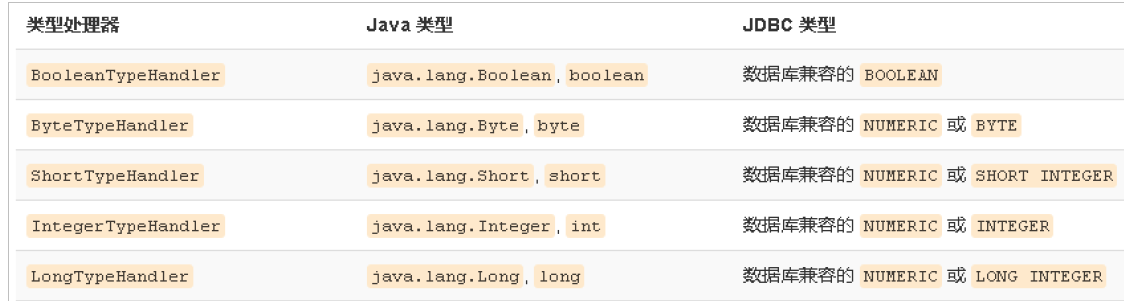 类型处理器 Java 类型 JDBC 类型
BooleanTypeHandler java.lang.Boolean, boolean 数据库兼容的 BOOLEAN
ByteTypeHandler java.lang.Byte, byte 数据库兼容的 NUMERIC 或 BYTE
ShortTypeHandler java.lang.Short, short 数据库兼容的 NUMERIC 或 SHORT INTEGER
IntegerTypeHandler java.lang.Integer, int 数据库兼容的 NUMERIC 或 INTEGER
LongTypeHandler java.lang.Long, long 数据库兼容的 NUMERIC 或 LONG INTEGER